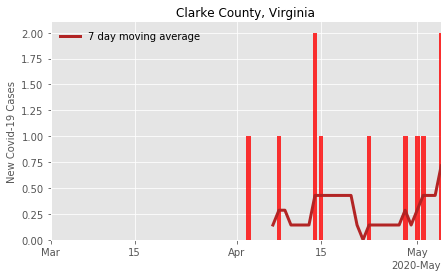 Clarke County, Virginia
7 day moving average
New Covid-19 Cases
2.00
1.75
1.50
1.25
1.00
0.75
0.50
0.25
0.00
Mar 15 Apr 15 May
2020-May